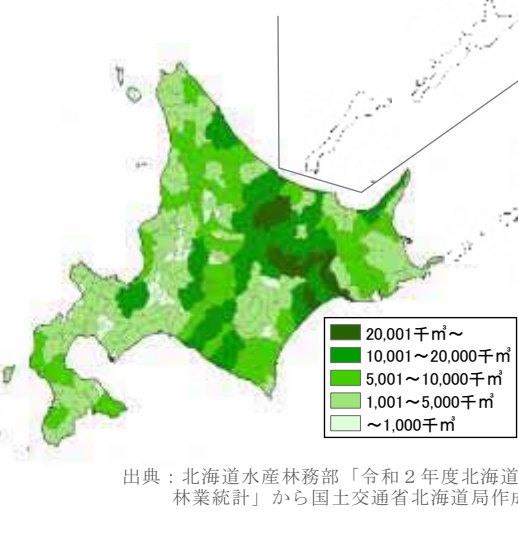 20,001千㎥～
10,001～20,000千㎥
5,001～10,000千㎥
1,001～5,000千㎥
～1,000千㎥
出典：北海道水産林務部「令和２年度北海道
林業統計」から国土交通省北海道局作成